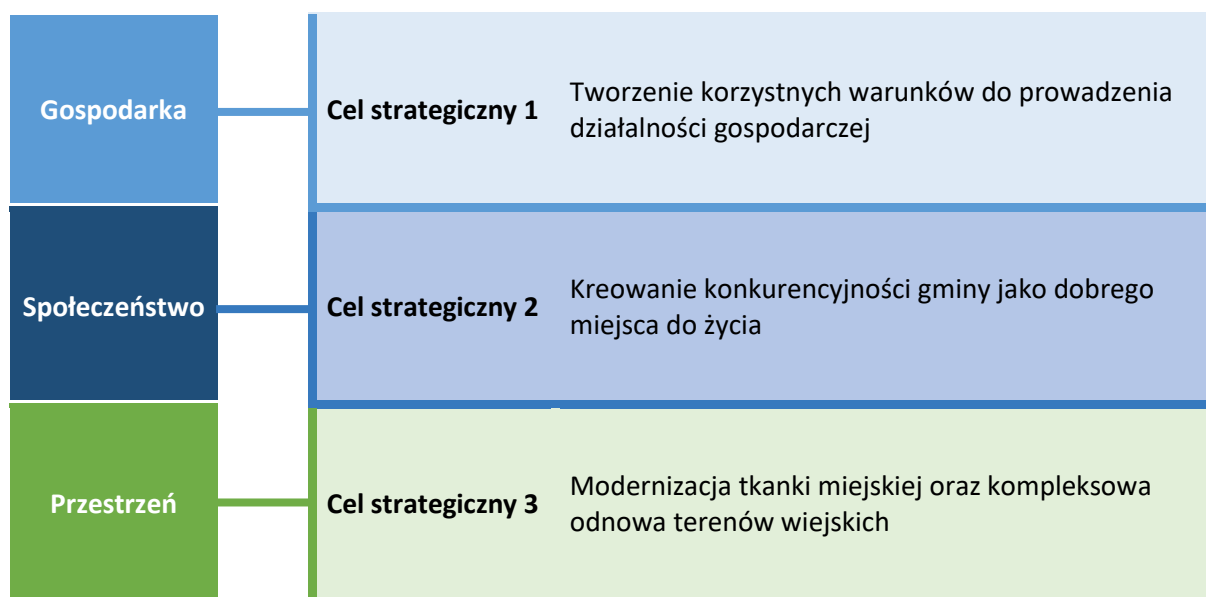 Gospodarka
Cel strategiczny 1
Tworzenie korzystnych warunków do prowadzenia
działalności gospodarczej
Społeczeństwo
Cel strategiczny 2
Kreowanie konkurencyjności gminy jako dobrego
miejsca do życia
Przestrzeń
Cel strategiczny 3
Modernizacja tkanki miejskiej oraz kompleksowa
odnowa terenów wiejskich